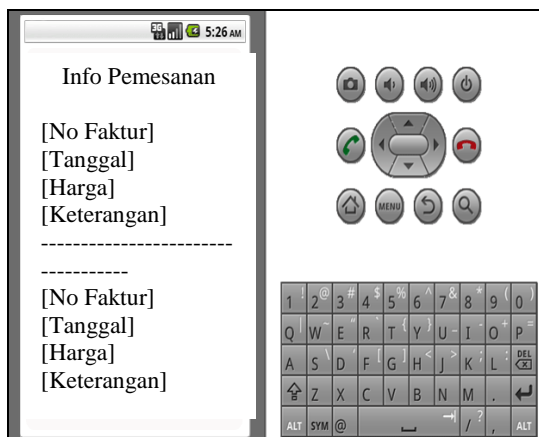 3G 5:26 AM
Info Pemesanan
[No Faktur]
[Tanggal]
[Harga]
[Keterangan]
------------------------
-----------
[No Faktur]
[Tanggal]
[Harga]
[Keterangan]
MENU
1 ! 2 @ 3 # 4 $ 5 % 6 ^ 7 & 8 * 9 ( 0 )
Q | W ~ E " R ` T { Y } U - I - O + P =
A S \ D ' F [ G ] H < J > K ; L : DEL
Z X C V B N M .
ALT SYM @ / ? , ALT